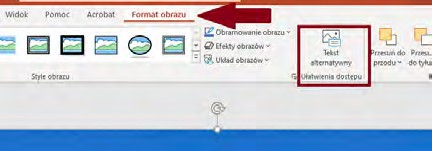 Widok Pomoc Acrobat Format obrazu
Obramowanie obrazu
Efekty obrazów
Układ obrazów
Tekst alternatywny
Przesuń do przodu
do tyłu
Style obrazu
Ułatwienia dostępu